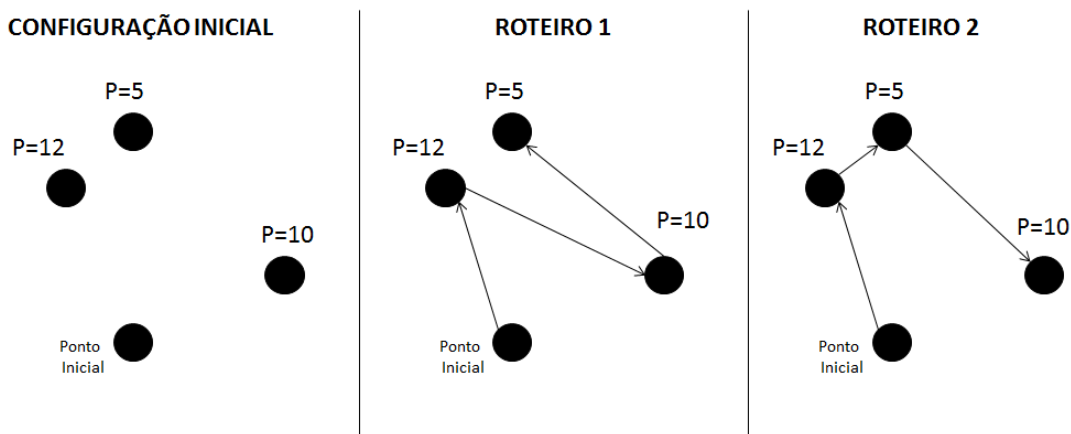 CONFIGURAÇÃO INICIAL
P=5
P=12
P=10
Ponto
Inicial
ROTEIRO 1
P=5
P=12
P=10
Ponto
Inicial
ROTEIRO 2
P=5
P=12
P=10
Ponto
Inicial